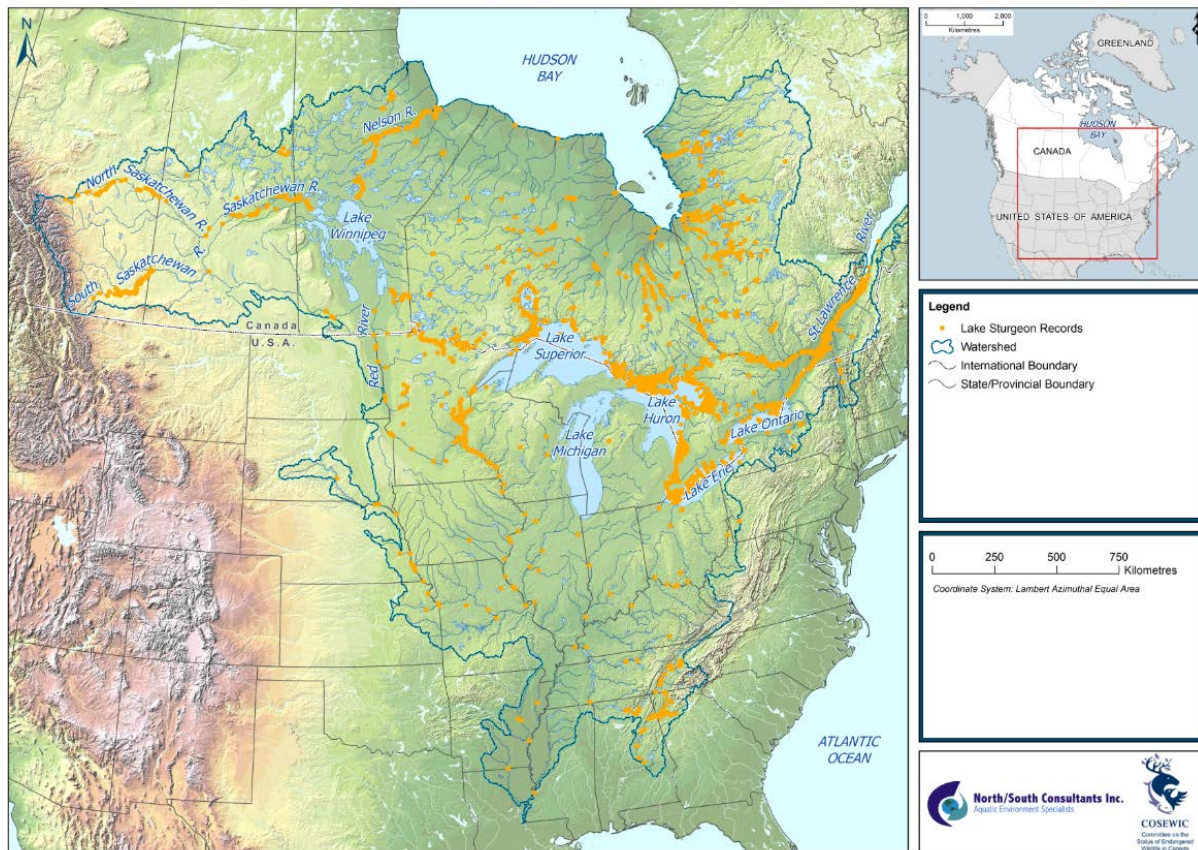 N
HUDSON
BAY
Nelson R.
North
Saskatchewan R.
Saskatchewan R.
Lake
Winnipeg
South
Saskatchewan
R.
Canada
U.S.A.
Red
River
Lake
Superior
Lake
Michigan
Lake
Huron
Lake Ontario
Lake Erie
St. Lawrence
River
ATLANTIC
OCEAN
0 1,000 2,000
Kilometres
GREENLAND
HUDSON
BAY
CANADA
UNITED STATES OF AMERICA
Legend
Lake Sturgeon Records
Watershed
International Boundary
State/Provincial Boundary
0 250 500 750
Kilometres
Coordinate System: Lambert Azimuthal Equal Area
North/South Consultants Inc.
Aquatic Environment Specialists
COSEWIC
Committee on the
Status of Endangered
Wildlife in Canada